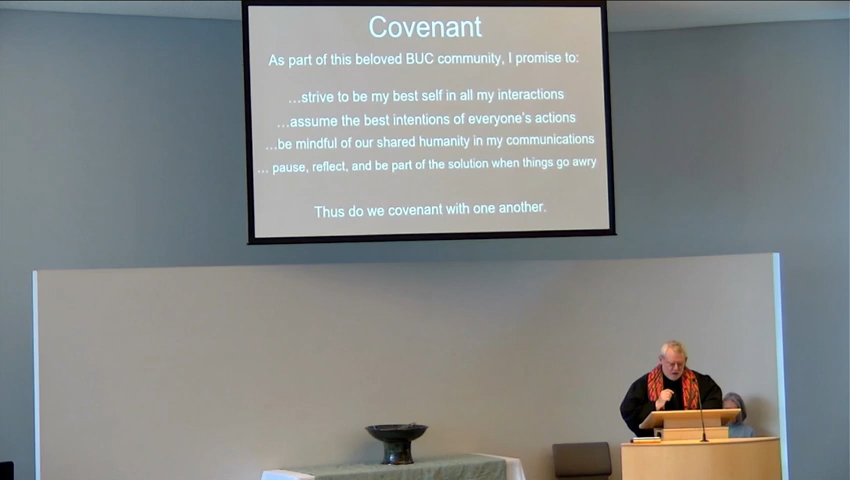 Covenant
As part of this beloved BUC community, I promise to:
…strive to be my best self in all my interactions
…assume the best intentions of everyone’s actions
…be mindful of our shared humanity in my communications
… pause, reflect, and be part of the solution when things go awry
Thus do we covenant with one another.